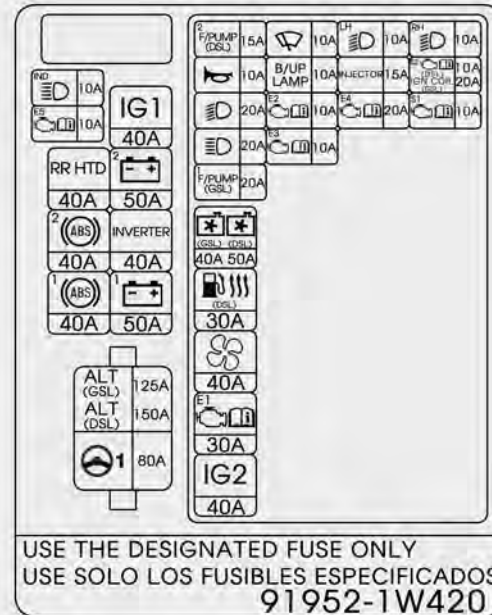 2 F/PUMP (DSL) 15A 10A LH 10A RH 10A
10A B/UP LAMP 10A INJECTOR 15A (DSL) 10A IGN COIL (GSL) 20A
20A E2 10A E4 20A S1 10A
20A E3 10A
1 F/PUMP (GSL) 20A
IND 10A
E5 10A
IG1
40A
RR HTD 2
40A 50A
2 (ABS) INVERTER
40A 40A
1 (ABS) 1
40A 50A
(GSL) (DSL)
40A 50A
(DSL)
30A
40A
E1
30A
IG2
40A
ALT (GSL) 125A
ALT (DSL) 150A
1 80A
USE THE DESIGNATED FUSE ONLY
USE SOLO LOS FUSIBLES ESPECIFICADOS
91952-1W420